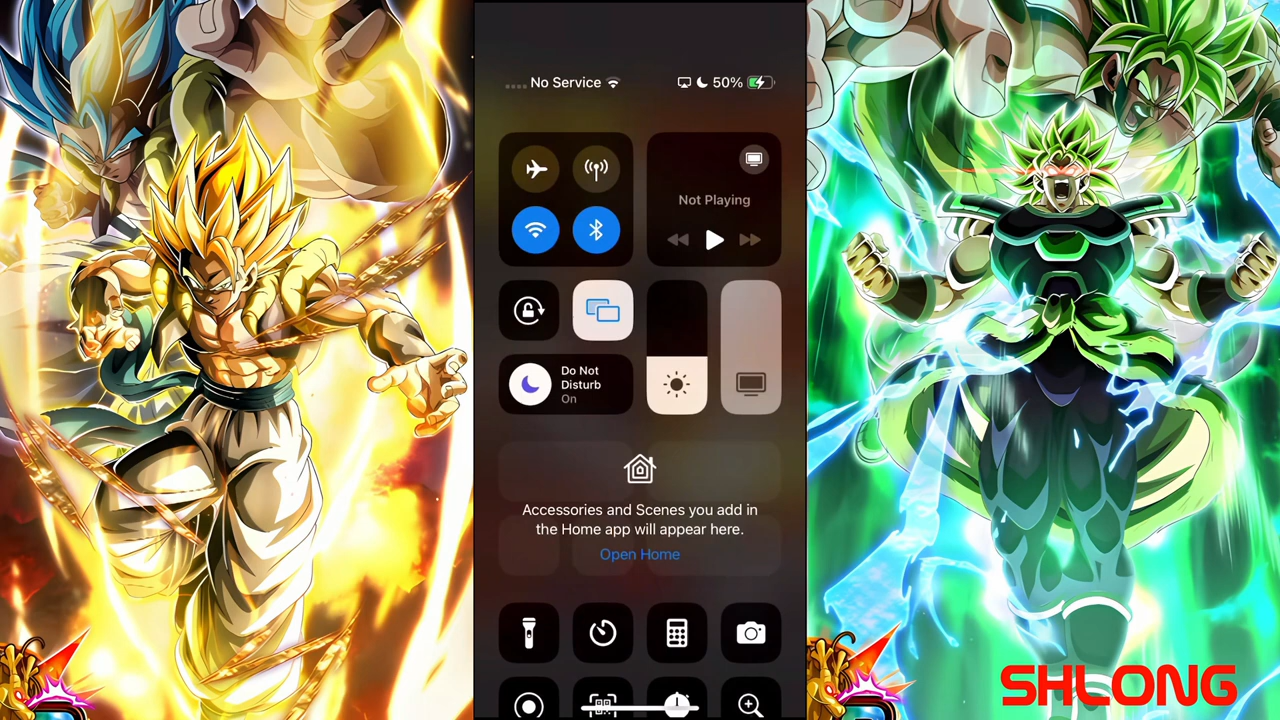 No Service
50%
Not Playing
Do Not
Disturb
On
Accessories and Scenes you add in
the Home app will appear here.
Open Home
SHLONG